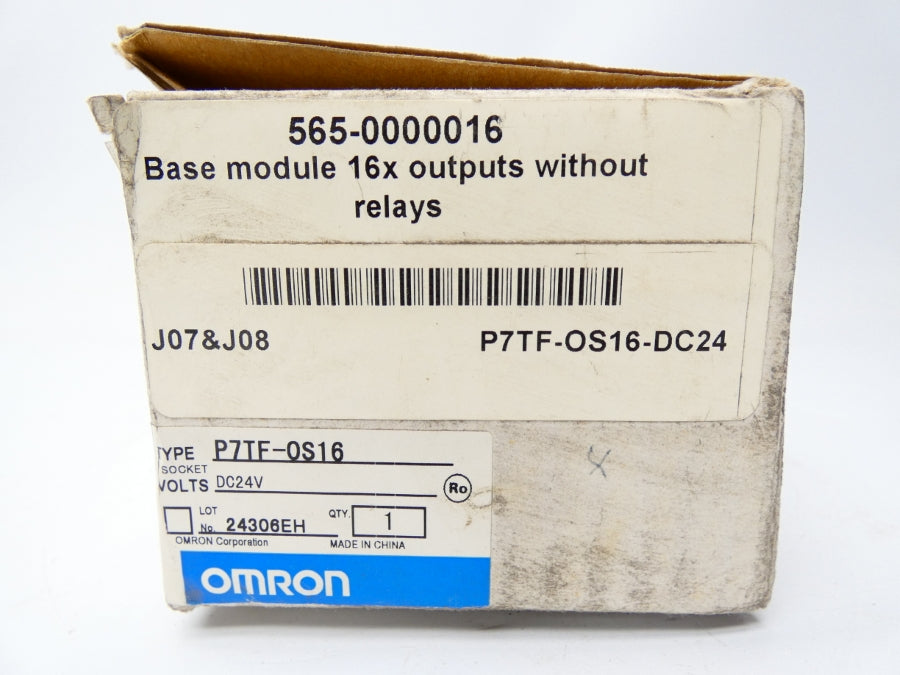 565-0000016
Base module 16x outputs without
relays
J07&J08 P7TF-OS16-DC24
TYPE P7TF-OS16
SOCKET
VOLTS DC24V
Ro
LOT
No. 24306EH QTY. 1
OMRON Corporation MADE IN CHINA
OMRON
x